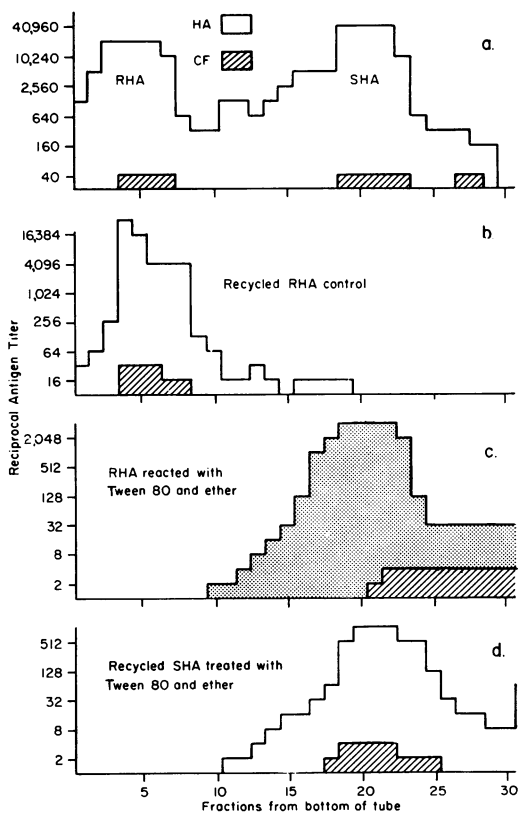 HA
CF
a.
40,960
10,240
2,560
640
160
40
RHA
SHA
b.
16,384
4,096
1,024
256
64
16
Recycled RHA control
Reciprocal Antigen Titer
c.
2,048
512
128
32
8
2
RHA reacted with
Tween 80 and ether
d.
512
128
32
8
2
Recycled SHA treated with
Tween 80 and ether
5 10 15 20 25 30
Fractions from bottom of tube